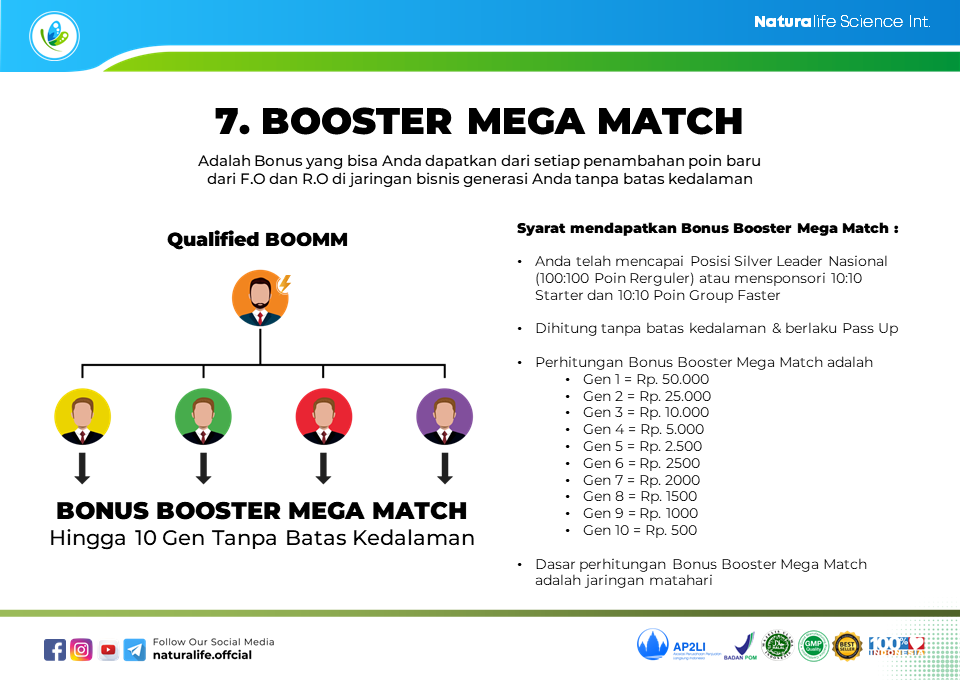 Naturalife Science Int.
7. BOOSTER MEGA MATCH
Adalah Bonus yang bisa Anda dapatkan dari setiap penambahan poin baru
dari F.O dan R.O di jaringan bisnis generasi Anda tanpa batas kedalaman
Qualified BOOMM
BONUS BOOSTER MEGA MATCH
Hingga 10 Gen Tanpa Batas Kedalaman
Syarat mendapatkan Bonus Booster Mega Match :
• Anda telah mencapai Posisi Silver Leader Nasional
(100:100 Poin Rerguler) atau mensponsori 10:10
Starter dan 10:10 Poin Group Faster
• Dihitung tanpa batas kedalaman & berlaku Pass Up
• Perhitungan Bonus Booster Mega Match adalah
• Gen 1 = Rp. 50.000
• Gen 2 = Rp. 25.000
• Gen 3 = Rp. 10.000
• Gen 4 = Rp. 5.000
• Gen 5 = Rp. 2.500
• Gen 6 = Rp. 2500
• Gen 7 = Rp. 2000
• Gen 8 = Rp. 1500
• Gen 9 = Rp. 1000
• Gen 10 = Rp. 500
• Dasar perhitungan Bonus Booster Mega Match
adalah jaringan matahari
Follow Our Social Media
naturalife.offcial
AP2LI
BADAN POM
HALAL
GMP
Quality
BEST
SELLER
100%
INDONESIA